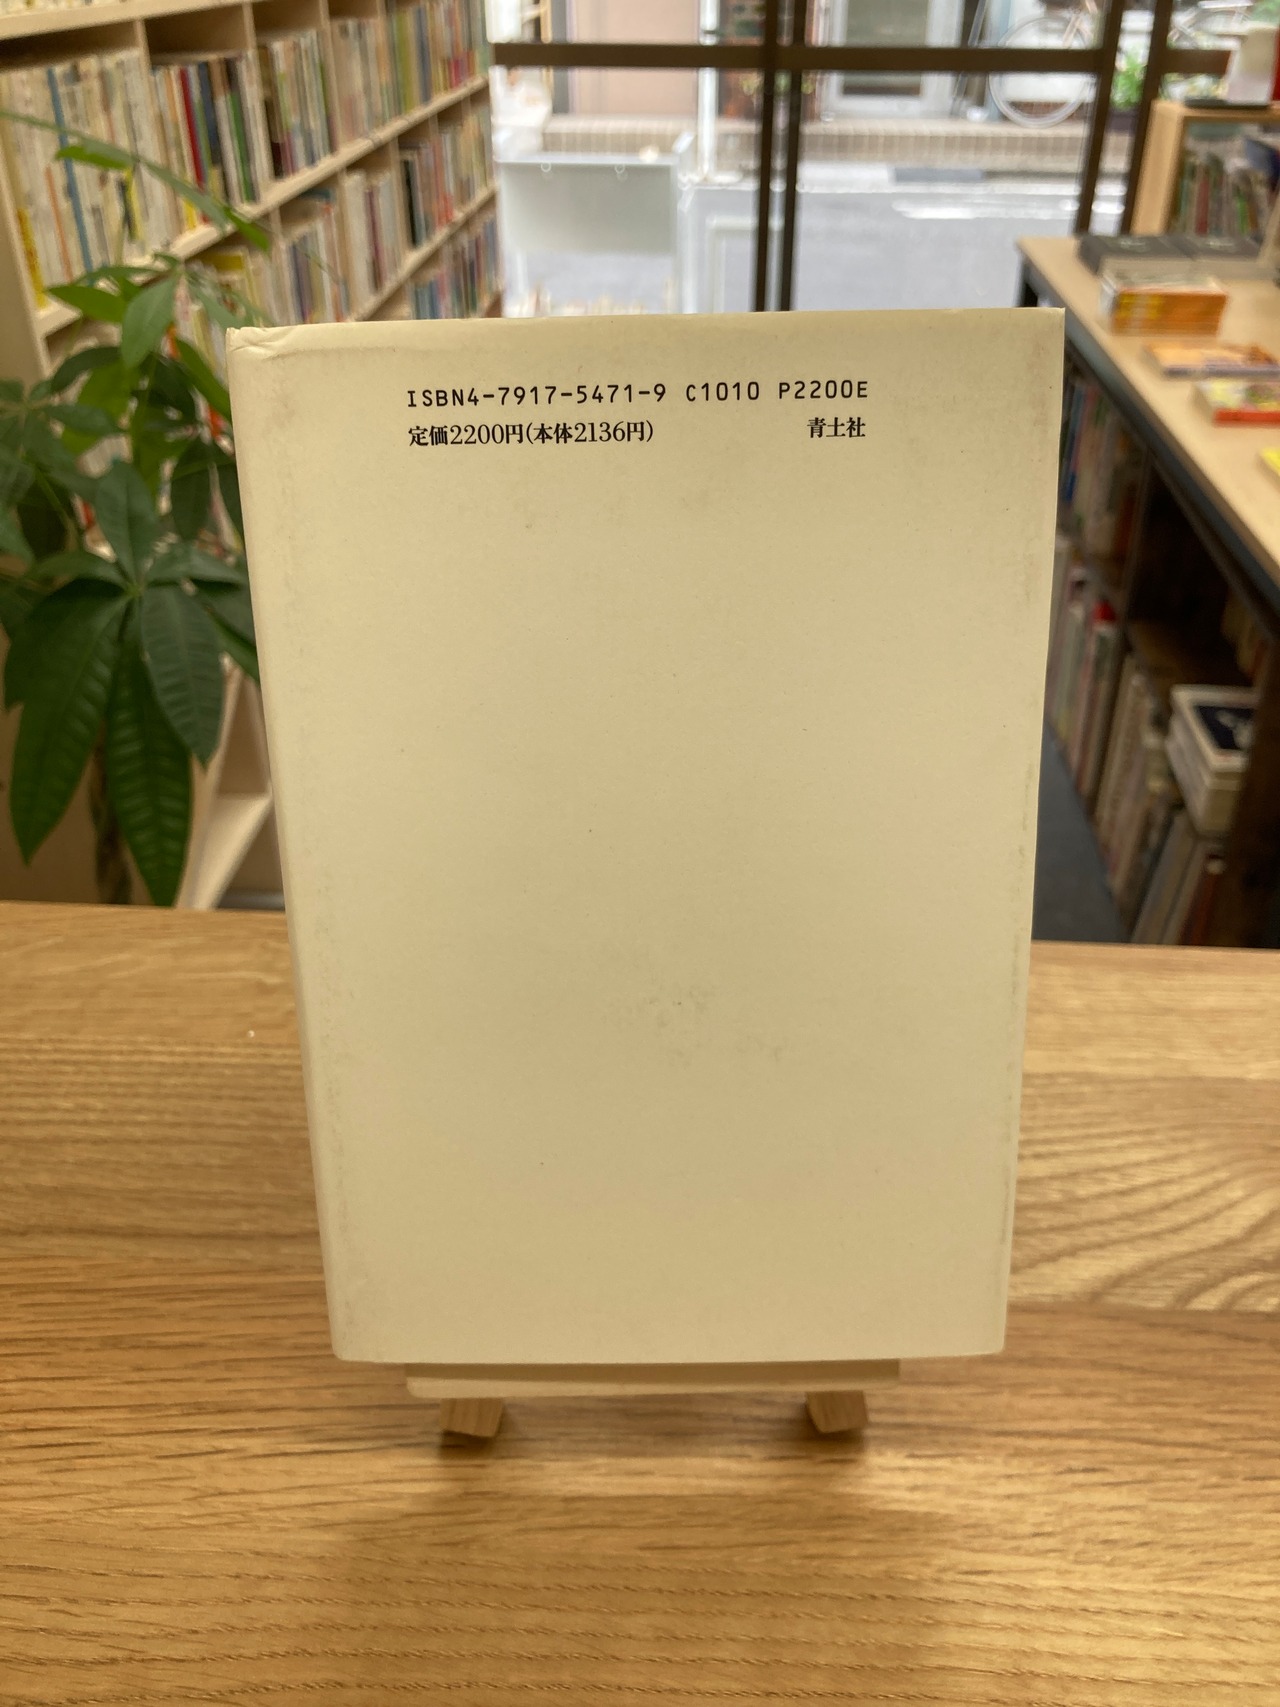 ISBN4-7917-5471-9 C1010 P2200E
定価2200円(本体2136円) 青土社